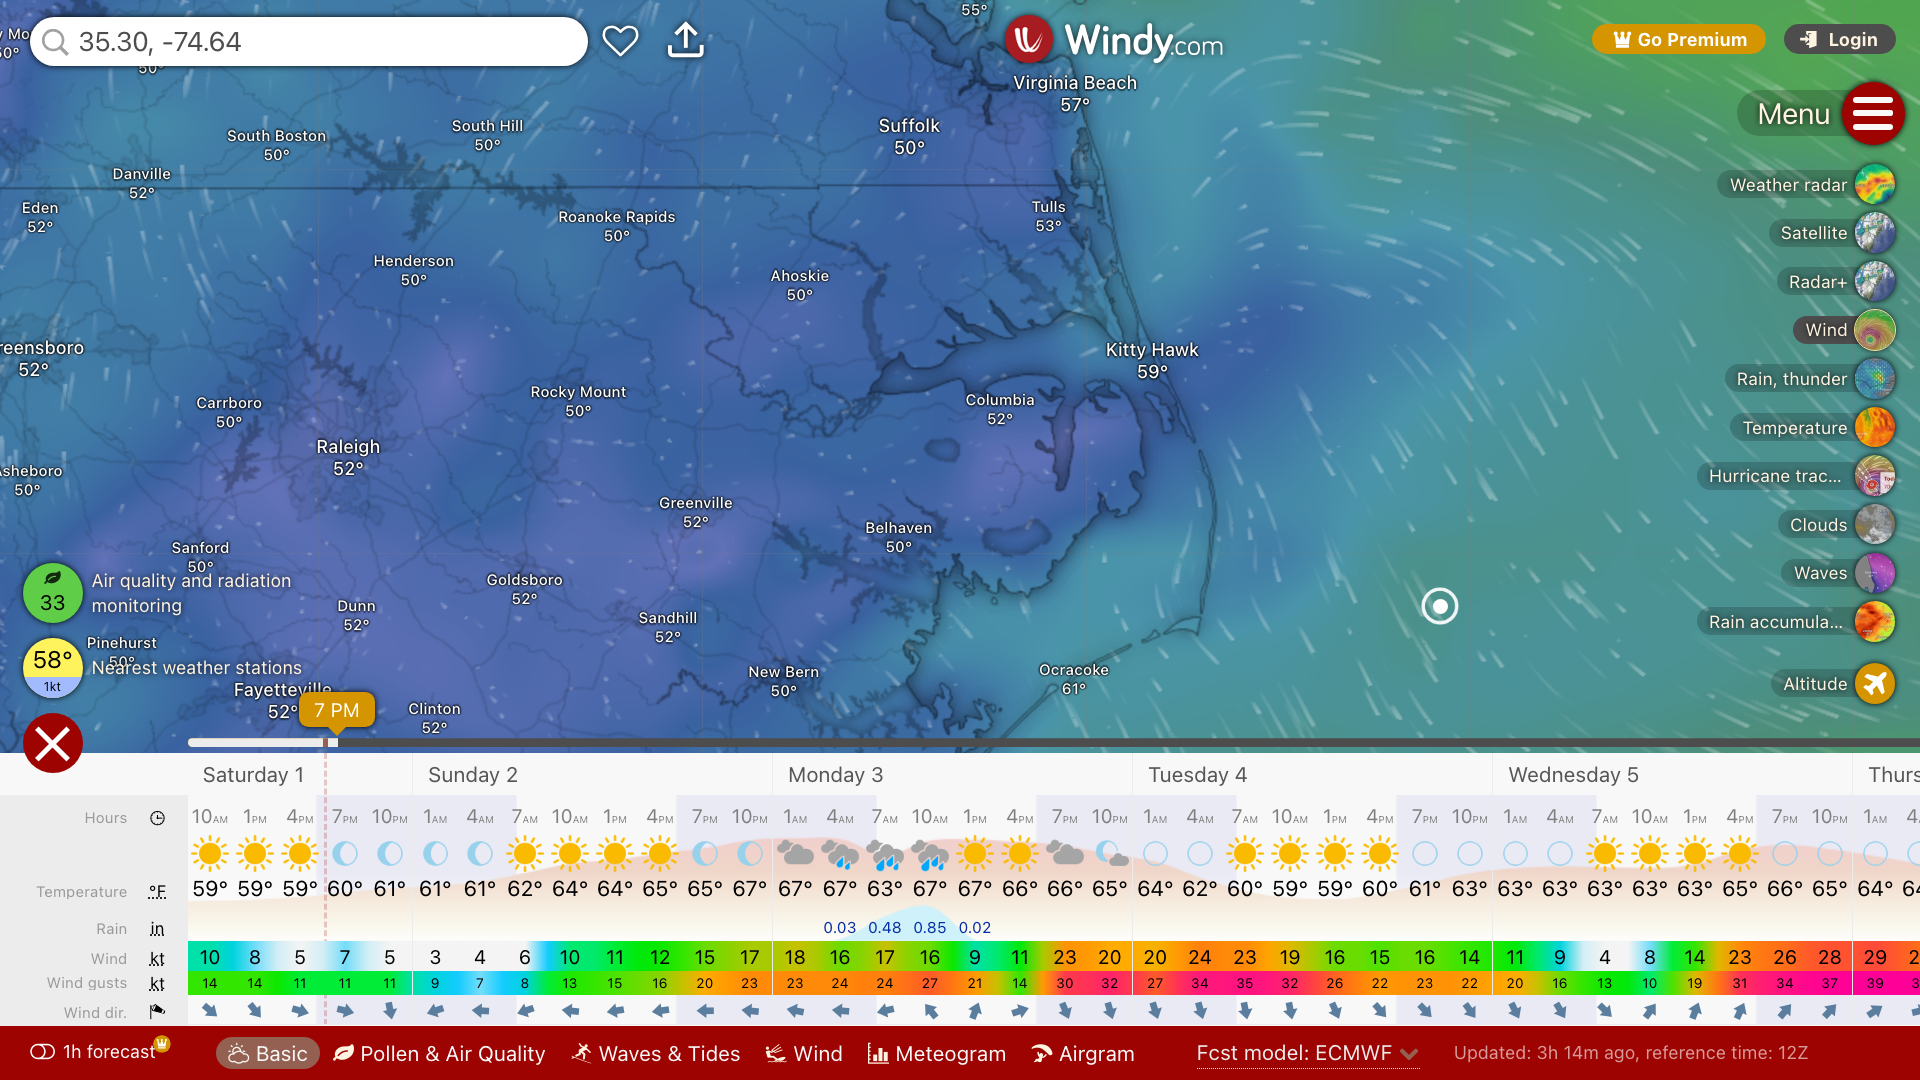 55°
35.30, -74.64
Windy.com
Go Premium
Login
50°
50°
Virginia Beach
57°
Menu
South Boston
50°
South Hill
50°
Suffolk
50°
Danville
52°
Weather radar
Eden
52°
Roanoke Rapids
50°
Tulls
53°
Satellite
Henderson
50°
Ahoskie
50°
Radar+
Wind
reensboro
52°
Kitty Hawk
59°
Rain, thunder
Carrboro
50°
Rocky Mount
50°
Columbia
52°
Temperature
Raleigh
52°
sheboro
50°
Hurricane trac...
Greenville
52°
Belhaven
50°
Clouds
Sanford
50°
Goldsboro
52°
Waves
33
Air quality and radiation
monitoring
Dunn
52°
Sandhill
52°
Rain accumula...
Pinehurst
50°
58°
1kt
Nearest weather stations
New Bern
50°
Ocracoke
61°
Altitude
Fayetteville
52°
Clinton
52°
7 PM
Saturday 1 Sunday 2 Monday 3 Tuesday 4 Wednesday 5 Thurs
Hours 10AM 1PM 4PM 7PM 10PM 1AM 4AM 7AM 10AM 1PM 4PM 7PM 10PM 1AM 4AM 7AM 10AM 1PM 4PM 7PM 10PM 1AM 4AM 7AM 10AM 1PM 4PM 7PM 10PM 1AM 4AM 7AM 10AM 1PM 4PM 7PM 10PM 1AM 4
Temperature °F 59° 59° 59° 60° 61° 61° 61° 62° 64° 64° 65° 65° 67° 67° 67° 63° 67° 67° 66° 66° 65° 64° 62° 60° 59° 59° 60° 61° 63° 63° 63° 63° 63° 63° 65° 66° 65° 64° 64
Rain in 0.03 0.48 0.85 0.02
Wind kt 10 8 5 7 5 3 4 6 10 11 12 15 17 18 16 17 16 9 11 23 20 20 24 23 19 16 15 16 14 11 9 4 8 14 23 26 28 29 2
Wind gusts kt 14 14 11 11 11 9 7 8 13 15 16 20 23 23 24 24 27 9 14 30 32 27 34 35 32 26 22 23 22 20 16 13 10 19 31 34 37 39 3
Wind dir.
1h forecast
Basic
Pollen & Air Quality
Waves & Tides
Wind
Meteogram
Airgram
Fcst model: ECMWF
Updated: 3h 14m ago, reference time: 12Z